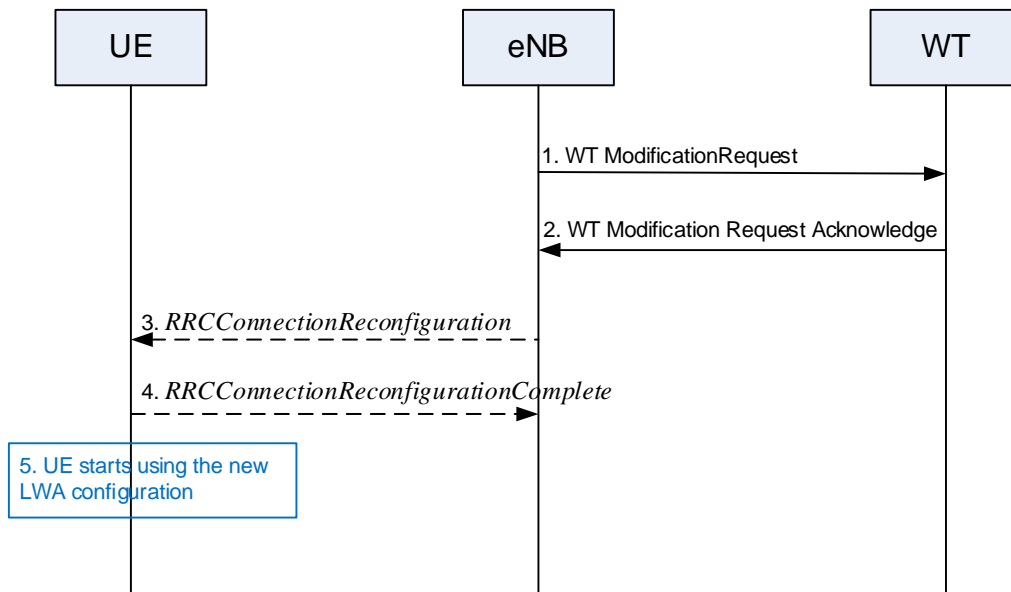 UE
eNB
WT
1. WT ModificationRequest
2. WT Modification Request Acknowledge
3. RRCConnectionReconfiguration
4. RRCConnectionReconfigurationComplete
5. UE starts using the new
LWA configuration